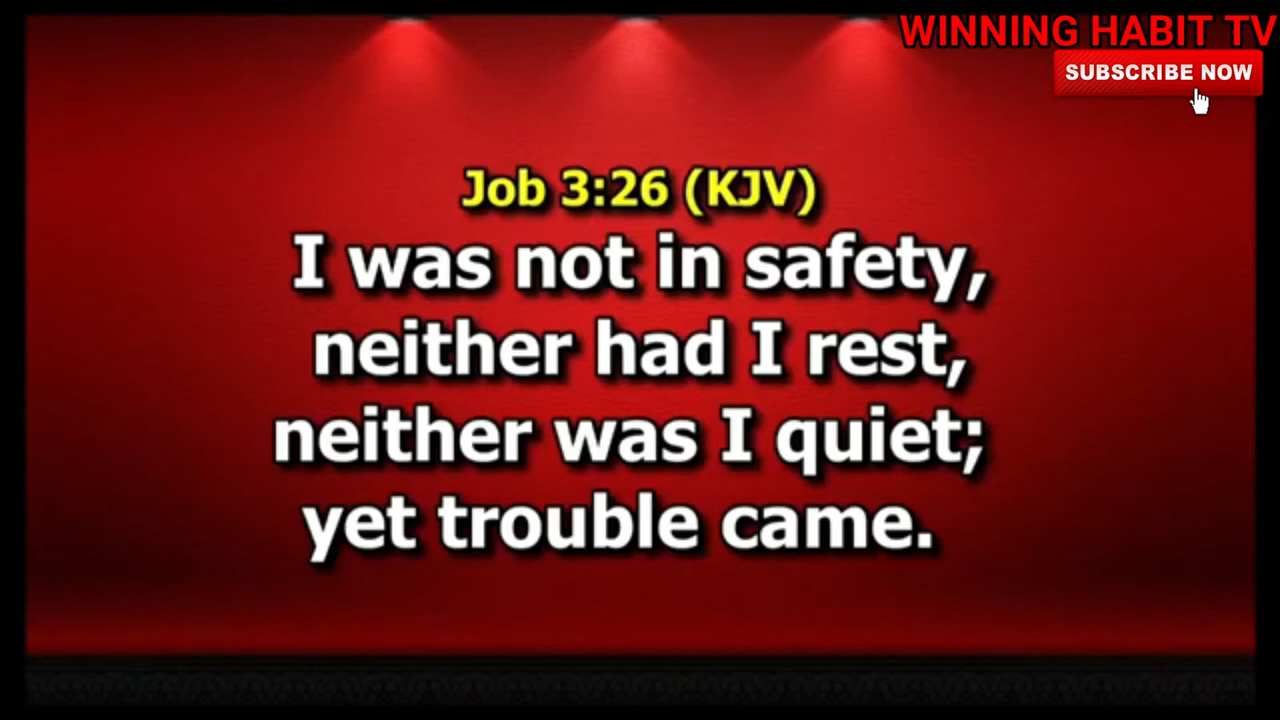 WINNING HABIT TV
SUBSCRIBE NOW
Job 3:26 (KJV)
I was not in safety,
neither had I rest,
neither was I quiet;
yet trouble came.